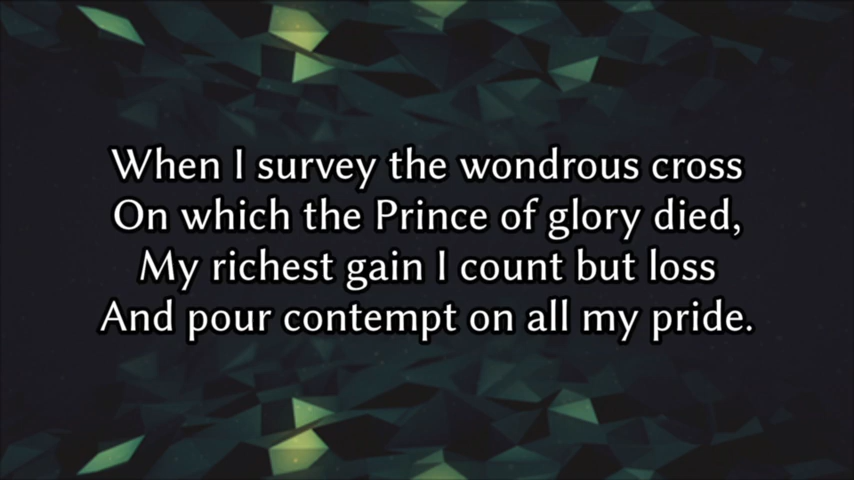 When I survey the wondrous cross
On which the Prince of glory died,
My richest gain I count but loss
And pour contempt on all my pride.